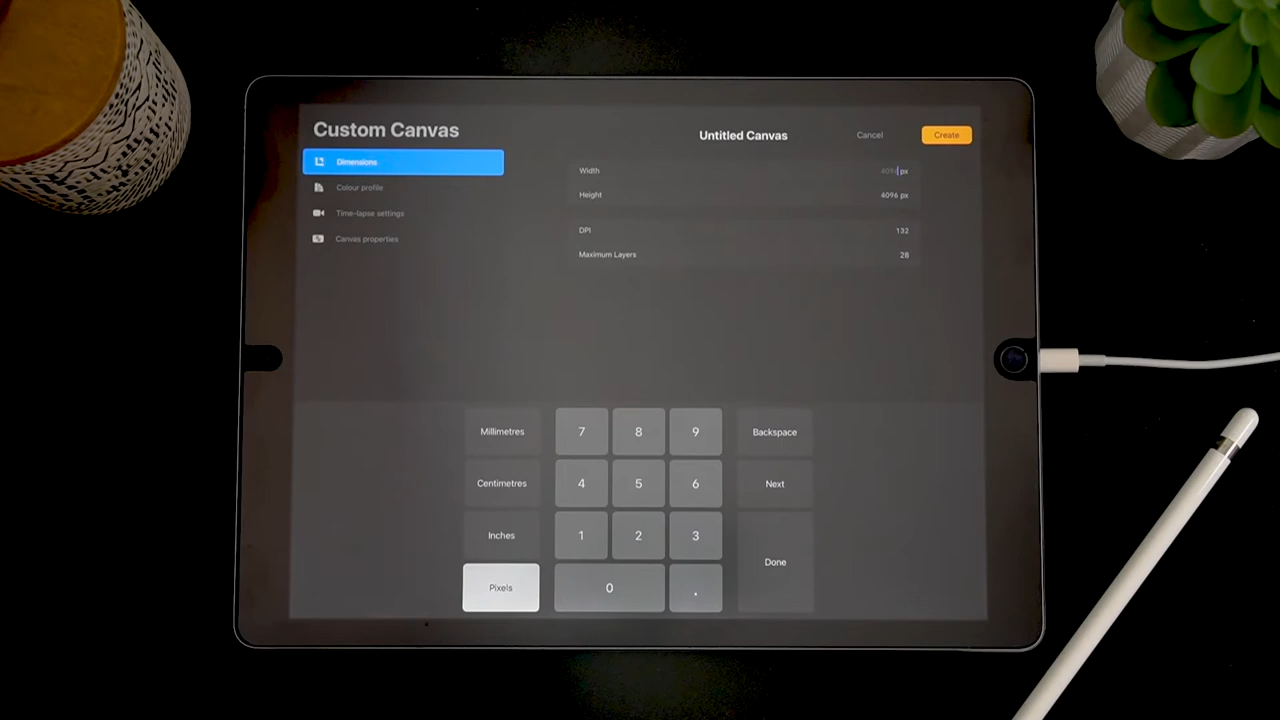 Custom Canvas
Untitled Canvas
Cancel
Create
Dimensions
Colour profile
Time-lapse settings
Canvas properties
Width
px
Height
4096 px
DPI
132
Maximum Layers
28
Millimetres
7
8
9
Backspace
Centimetres
4
5
6
Next
Inches
1
2
3
Done
Pixels
0
.